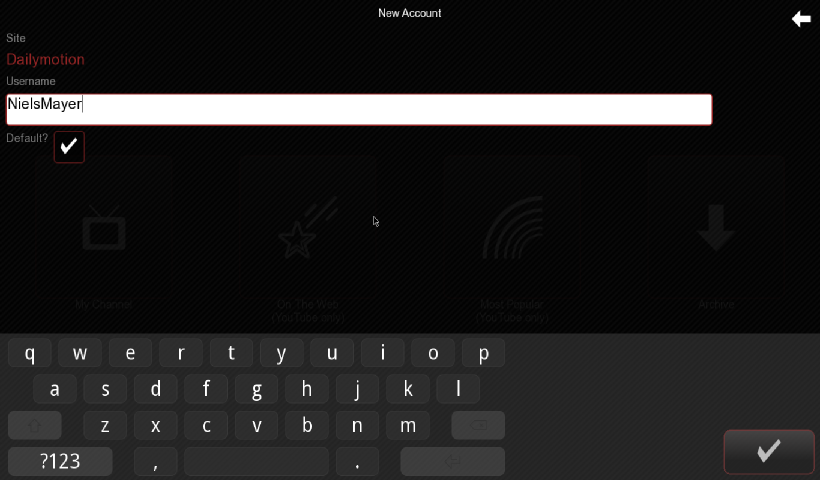 New Account
Site
Dailymotion
Username
NielsMayer
Default?
My Channel
On The Web
(YouTube only)
Most Popular
(YouTube only)
Archive
q w e r t y u i o p
a s d f g h j k l
z x c v b n m
?123 , .